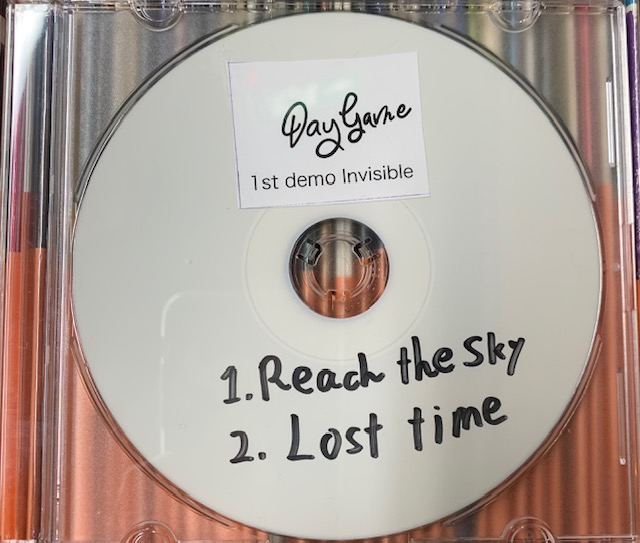 DayGame
1st demo Invisible
1. Reach the sky
2. Lost time